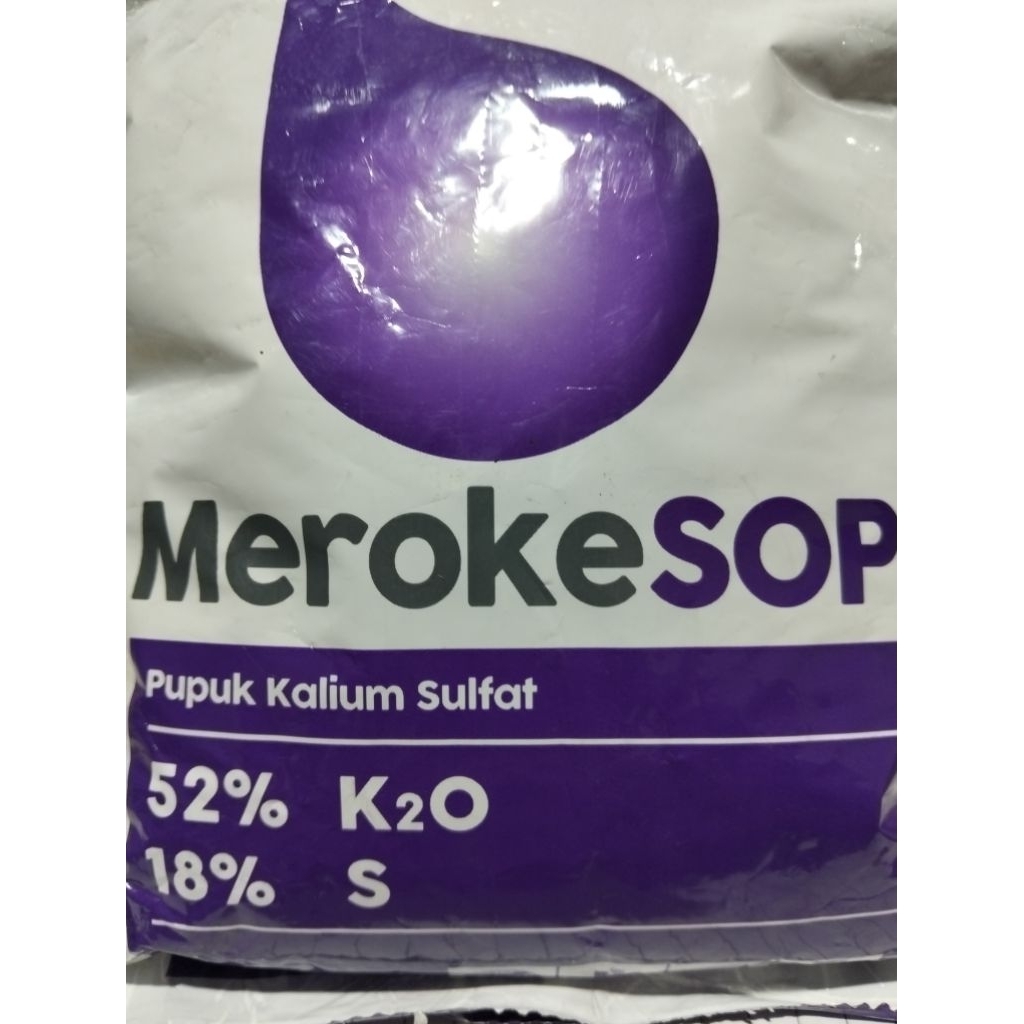 MerokeSOP
Pupuk Kalium Sulfat
52% K2O
18% S